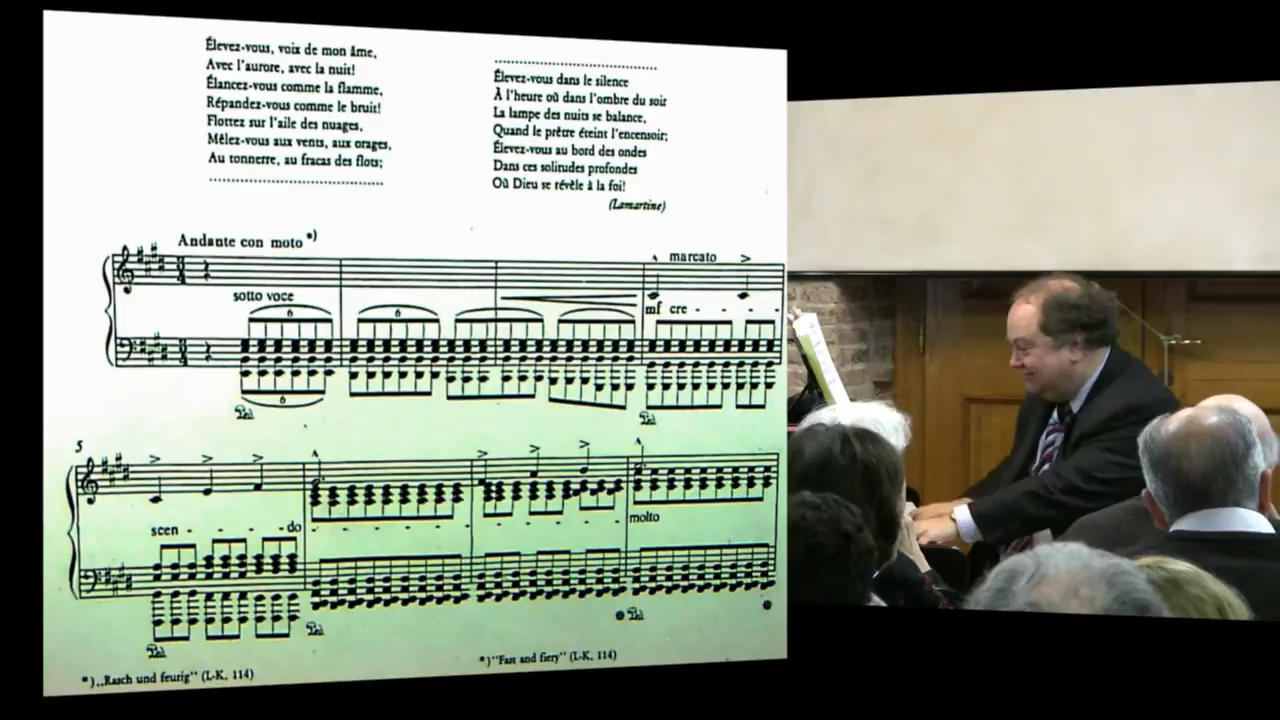 Élevez-vous, voix de mon âme,
Avec l'aurore, avec la nuit!
Élancez-vous comme la flamme,
Répandez-vous comme le bruit!
Flottez sur l'aile des nuages,
Mêlez-vous aux vents, aux orages,
Au tonnerre, au fracas des flots;
Élevez-vous dans le silence
À l'heure où dans l'ombre du soir
La lampe des nuits se balance,
Quand le prêtre éteint l'encensoir;
Élevez-vous au bord des ondes
Dans ces solitudes profondes
Où Dieu se révèle à la foi!
(Lamartine)
Andante con moto *)
marcato
sotto voce
6
6
mf cre - - - -
6
5
scen - - - - do - - - - - - - - molto
*) „Rasch und feurig" (L-K, 114)
*) "Fast and fiery" (L-K, 114)